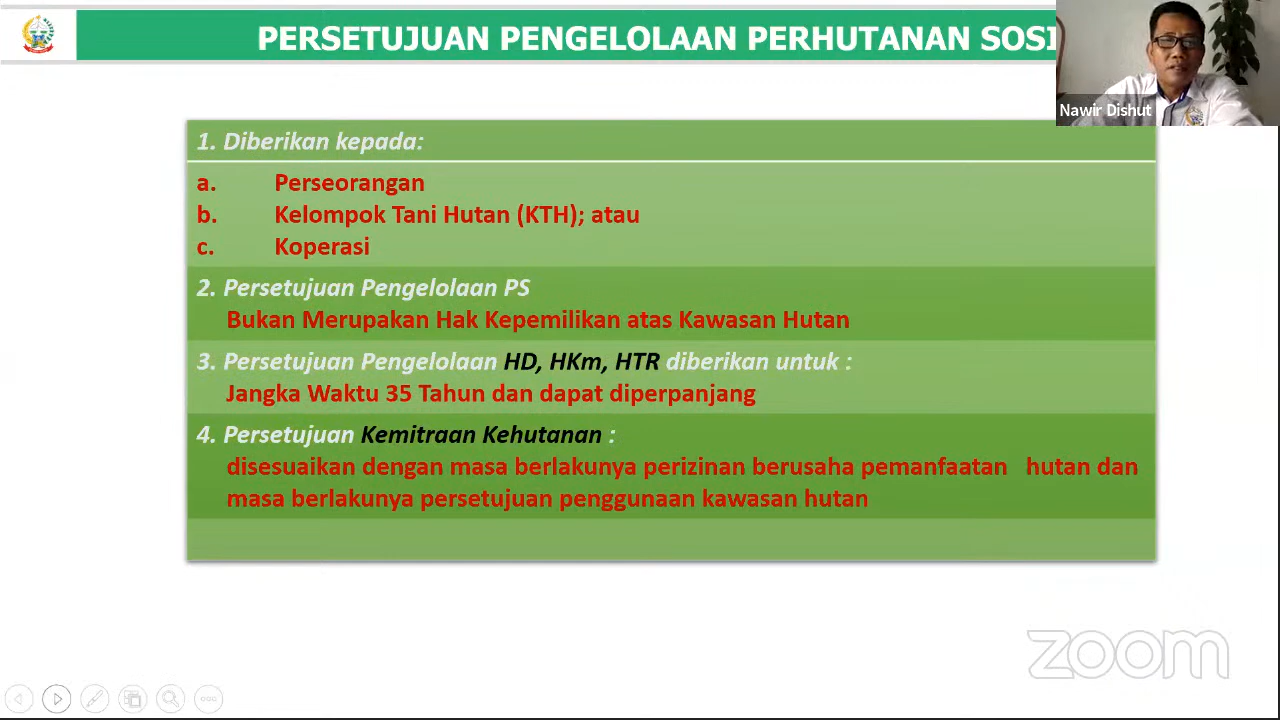 PERSETUJUAN PENGELOLAAN PERHUTANAN SOSI
Nawir Dishut
1. Diberikan kepada:
a. Perseorangan
b. Kelompok Tani Hutan (KTH); atau
c. Koperasi
2. Persetujuan Pengelolaan PS
Bukan Merupakan Hak Kepemilikan atas Kawasan Hutan
3. Persetujuan Pengelolaan HD, HKm, HTR diberikan untuk :
Jangka Waktu 35 Tahun dan dapat diperpanjang
4. Persetujuan Kemitraan Kehutanan :
disesuaikan dengan masa berlakunya perizinan berusaha pemanfaatan hutan dan
masa berlakunya persetujuan penggunaan kawasan hutan
zoom